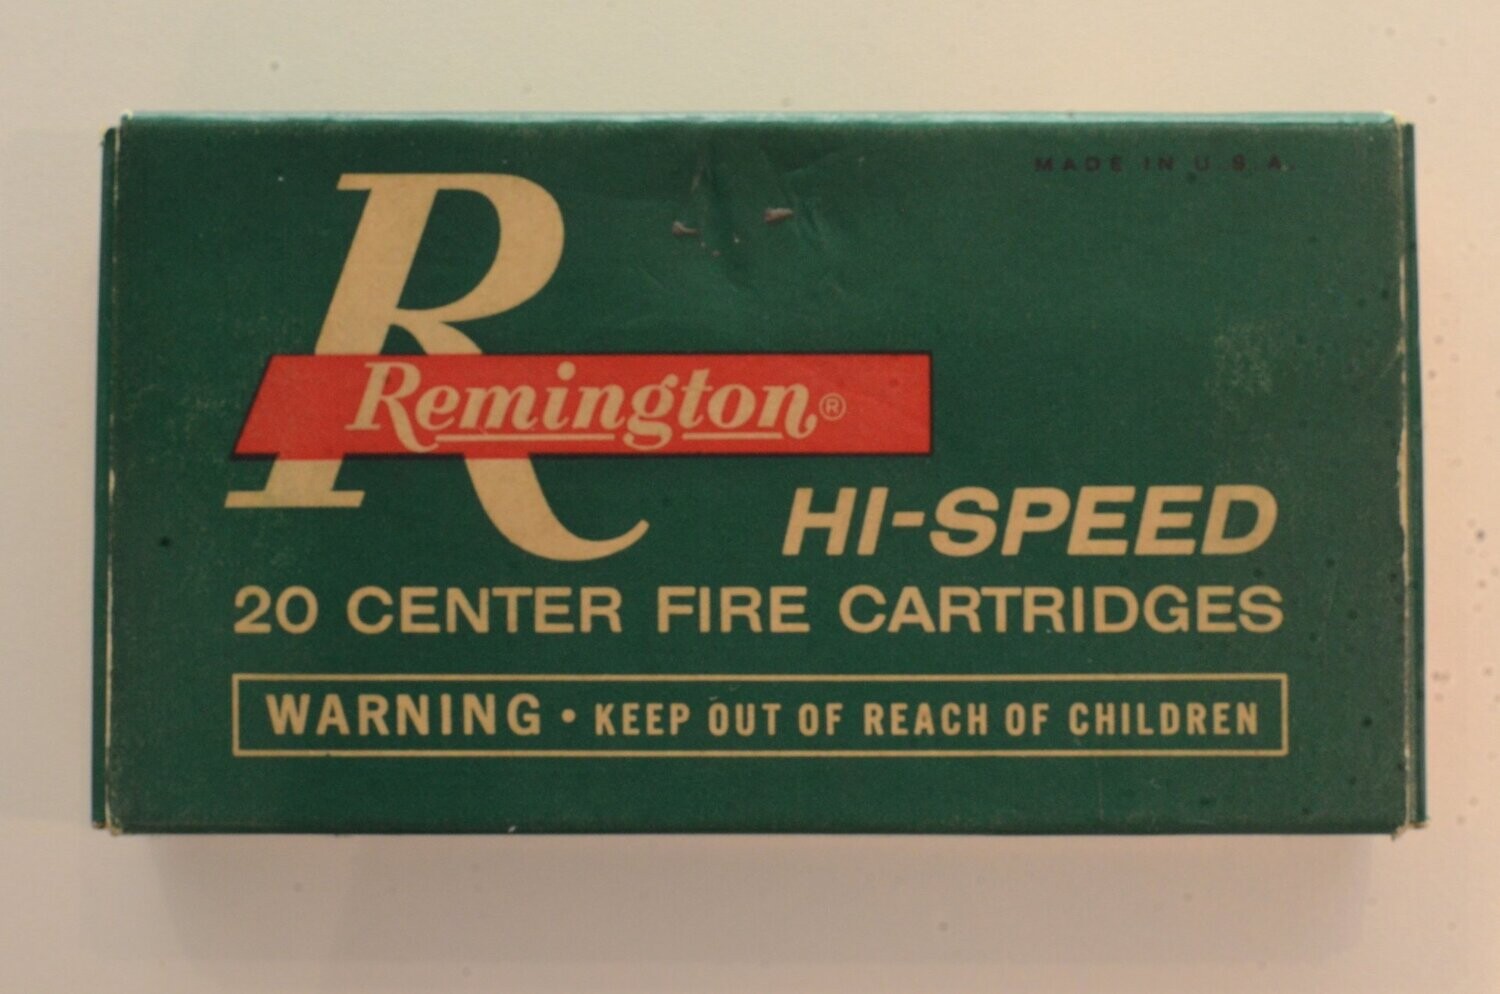 MADE IN U.S.A.
R
Remington®
HI-SPEED
20 CENTER FIRE CARTRIDGES
WARNING • KEEP OUT OF REACH OF CHILDREN